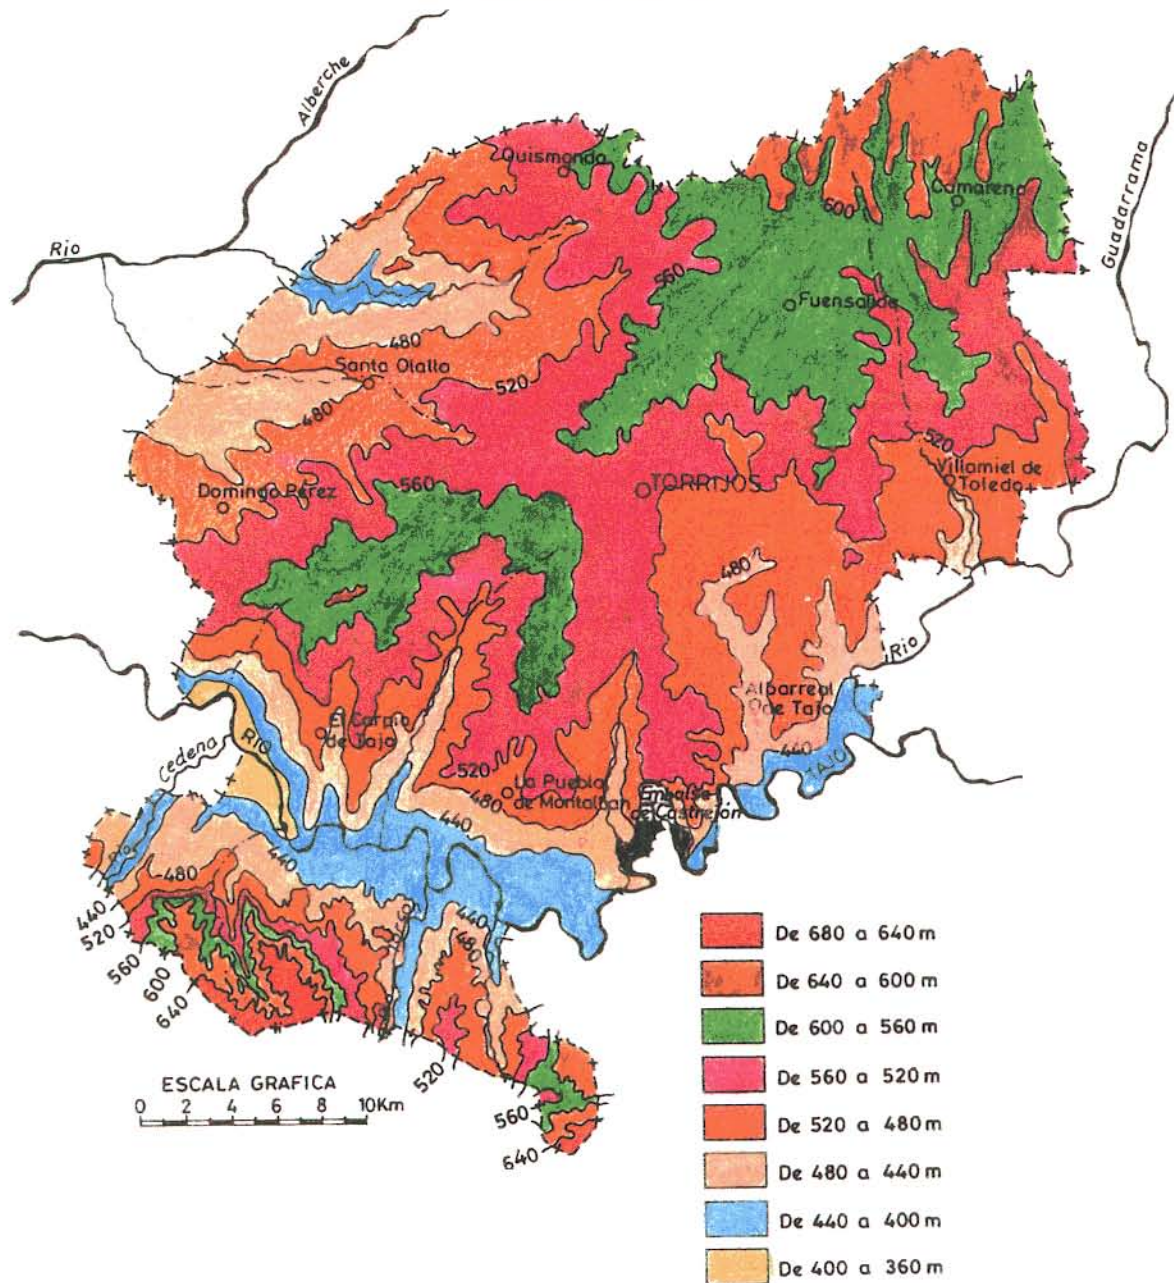 Alberche
Quismondo
Guadarrama
Camarena
600
Rio
560
Fuensalida
480
Santa Olalla
520
480
520
Villamiel de
Toledo
560
TORRIJOS
Domingo Pérez
480
Rio
Albarreal
de Tajo
El Carpio
de Tajo
RIO
Cedena
440
TAJO
520
La Puebla
de Montalbán
480
Embalse
de Castrejón
440
440
480
440
480
440
520
560
600
640
520
560
640
ESCALA GRAFICA
0 2 4 6 8 10Km
De 680 a 640 m
De 640 a 600 m
De 600 a 560 m
De 560 a 520 m
De 520 a 480 m
De 480 a 440 m
De 440 a 400 m
De 400 a 360 m